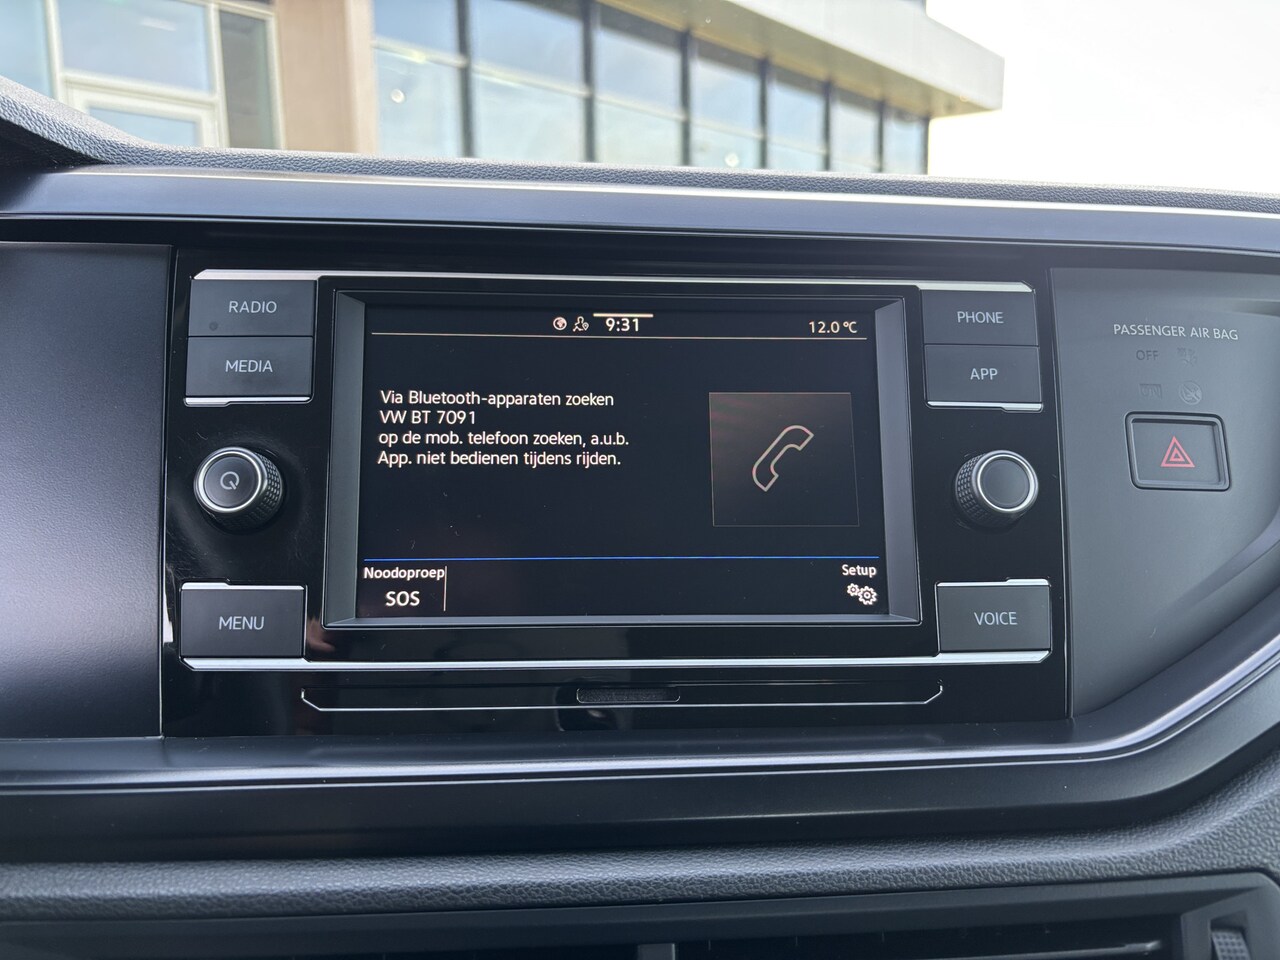 RADIO
MEDIA
MENU
9:31
12.0 °C
Via Bluetooth-apparaten zoeken
VW BT 7091
op de mob. telefoon zoeken, a.u.b.
App. niet bedienen tijdens rijden.
Noodoproep
SOS
Setup
PHONE
APP
VOICE
PASSENGER AIR BAG
OFF